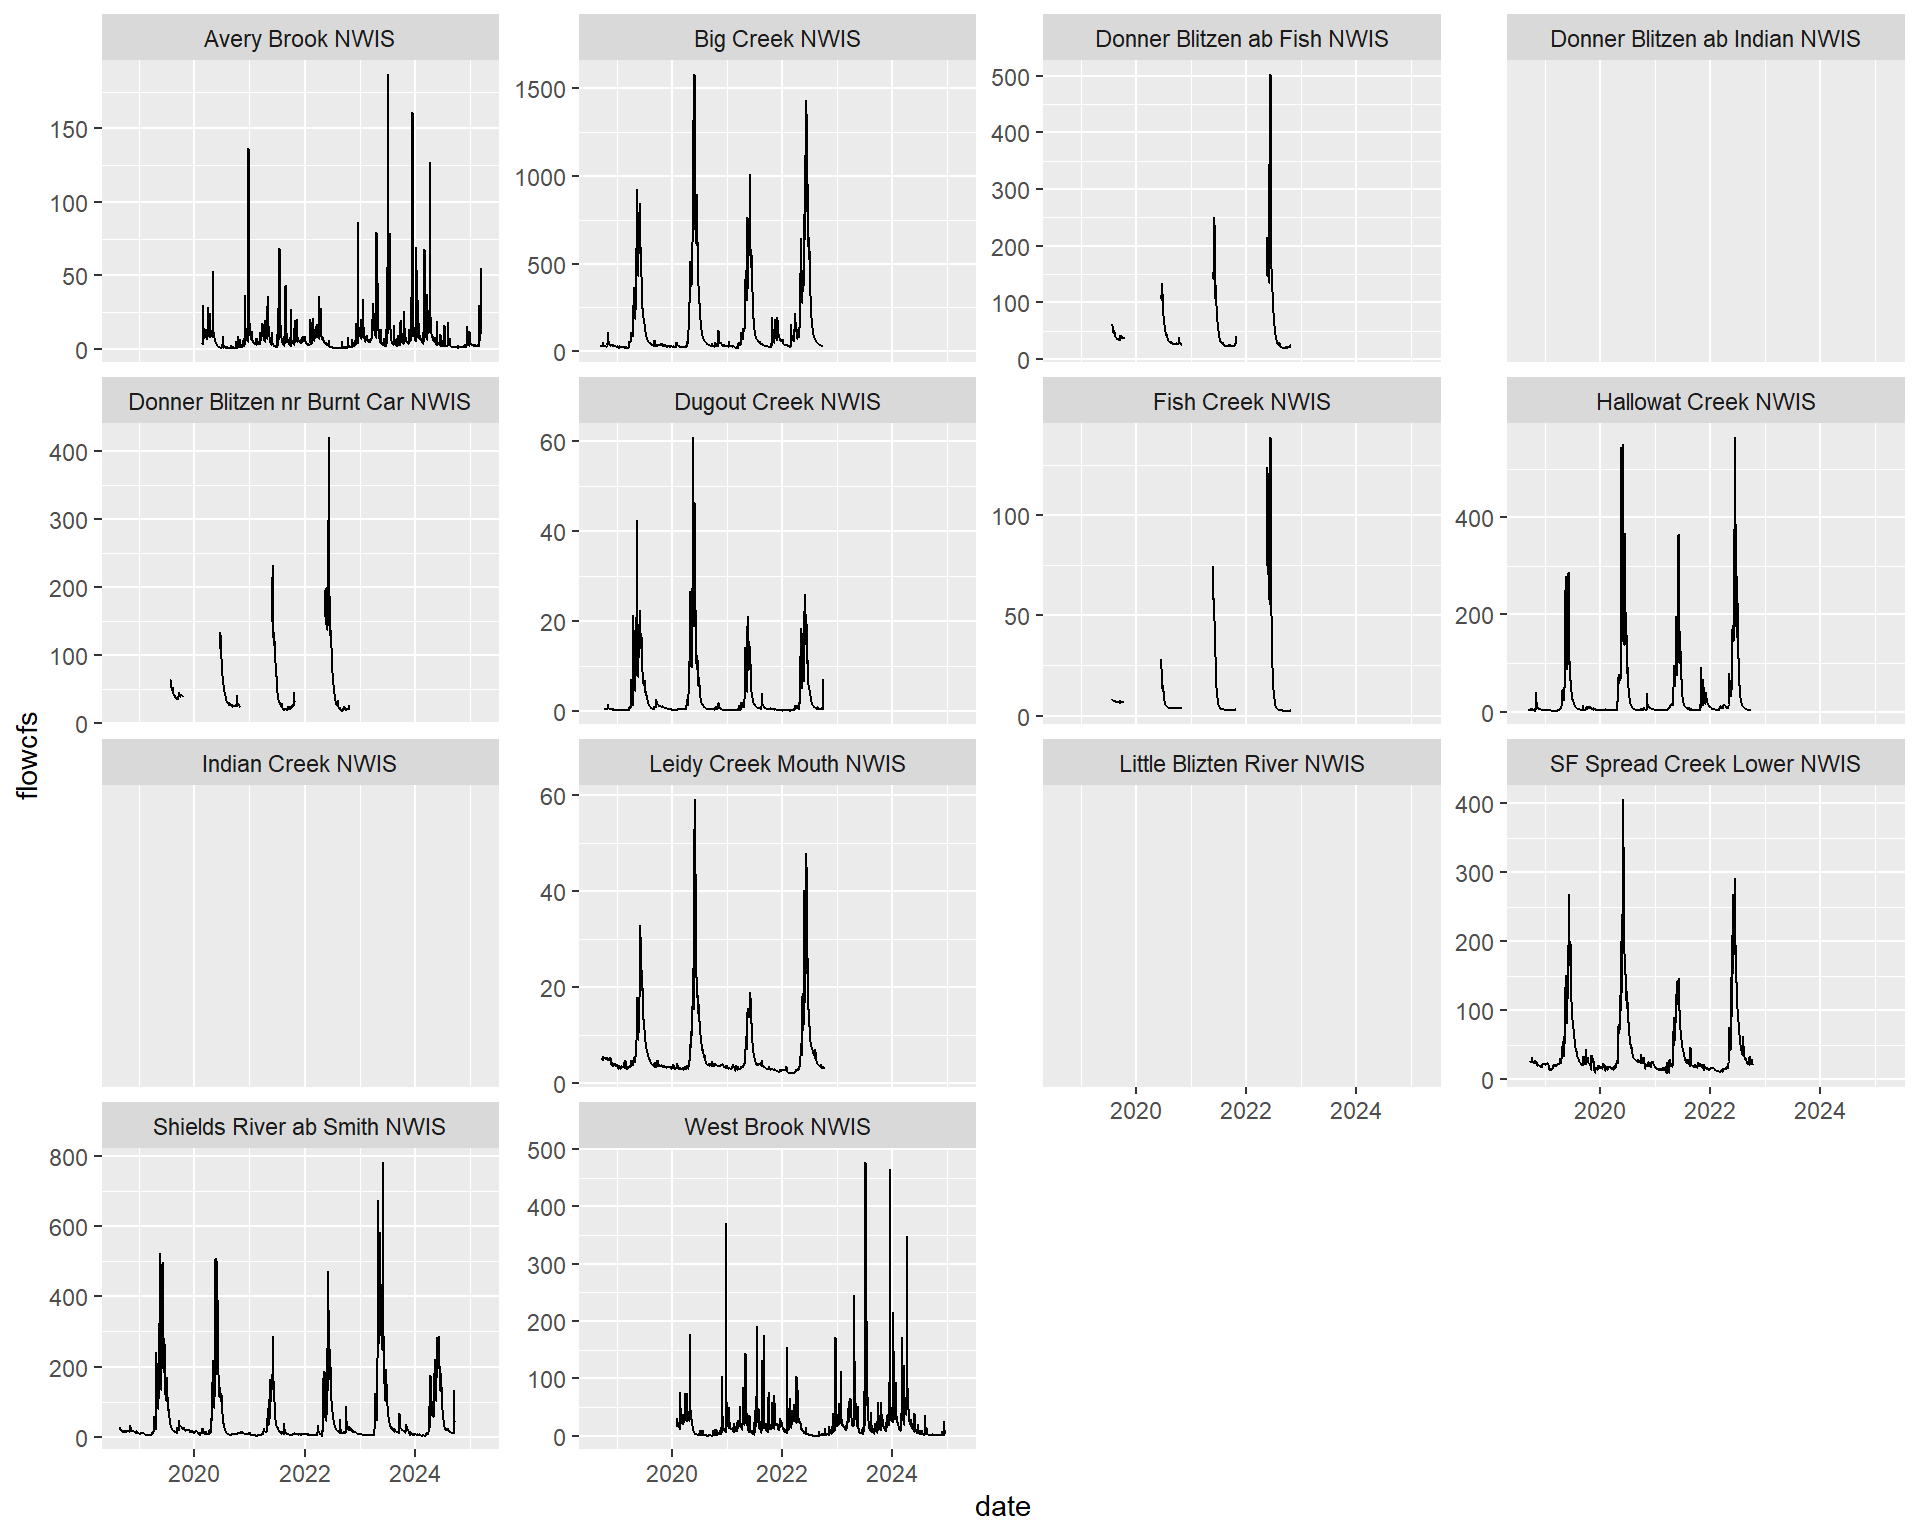 Avery Brook NWIS
Big Creek NWIS
Donner Blitzen ab Fish NWIS
Donner Blitzen ab Indian NWIS
150
100
50
0
1500
1000
500
0
500
400
300
200
100
0
Donner Blitzen nr Burnt Car NWIS
Dugout Creek NWIS
Fish Creek NWIS
Hallowat Creek NWIS
400
300
200
100
0
60
40
20
0
100
50
0
400
200
0
flowcfs
Indian Creek NWIS
Leidy Creek Mouth NWIS
Little Blizten River NWIS
SF Spread Creek Lower NWIS
60
40
20
0
2020 2022 2024
400
300
200
100
0
2020 2022 2024
Shields River ab Smith NWIS
West Brook NWIS
800
600
400
200
0
2020 2022 2024
500
400
300
200
100
0
2020 2022 2024
date